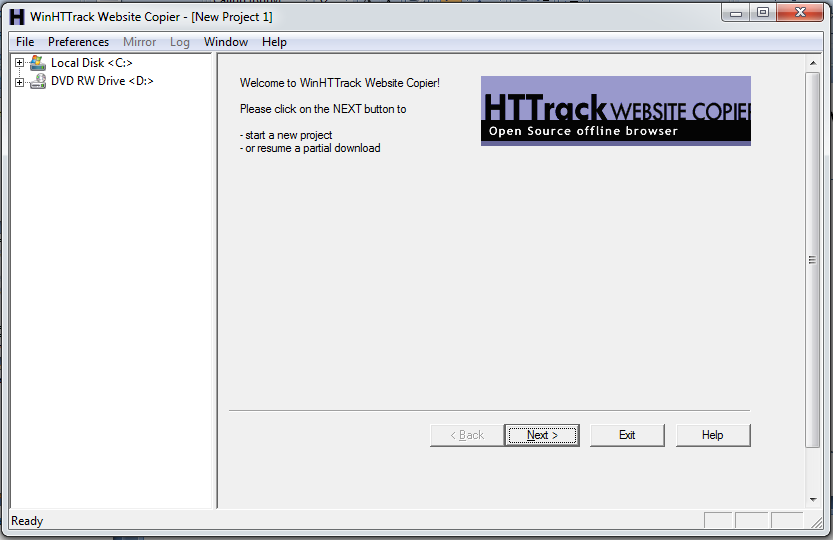 WinHTTrack Website Copier - [New Project 1]
File Preferences Mirror Log Window Help
Local Disk <C:>
DVD RW Drive <D:>
Welcome to WinHTTrack Website Copier!
Please click on the NEXT button to
- start a new project
- or resume a partial download
HTTrack WEBSITE COPIE
Open Source offline browser
< Back Next > Exit Help
Ready